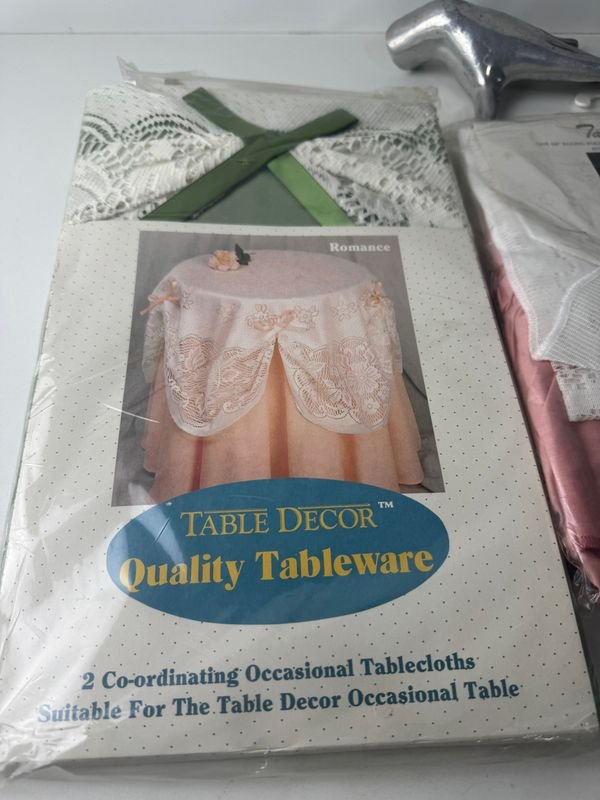 Romance
TABLE DECOR™
Quality Tableware
2 Co-ordinating Occasional Tablecloths
Suitable For The Table Decor Occasional Table